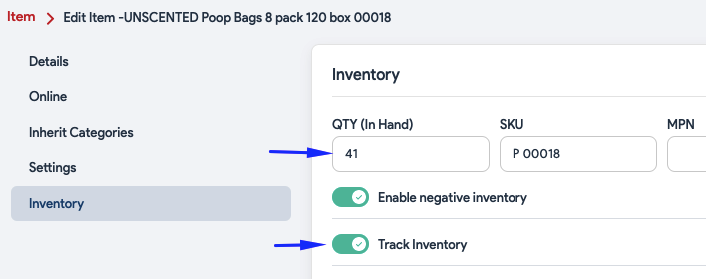 Item > Edit Item -UNSCENTED Poop Bags 8 pack 120 box 00018
Details
Online
Inherit Categories
Settings
Inventory
Inventory
QTY (In Hand) SKU MPN
41 P 00018
Enable negative inventory
Track Inventory